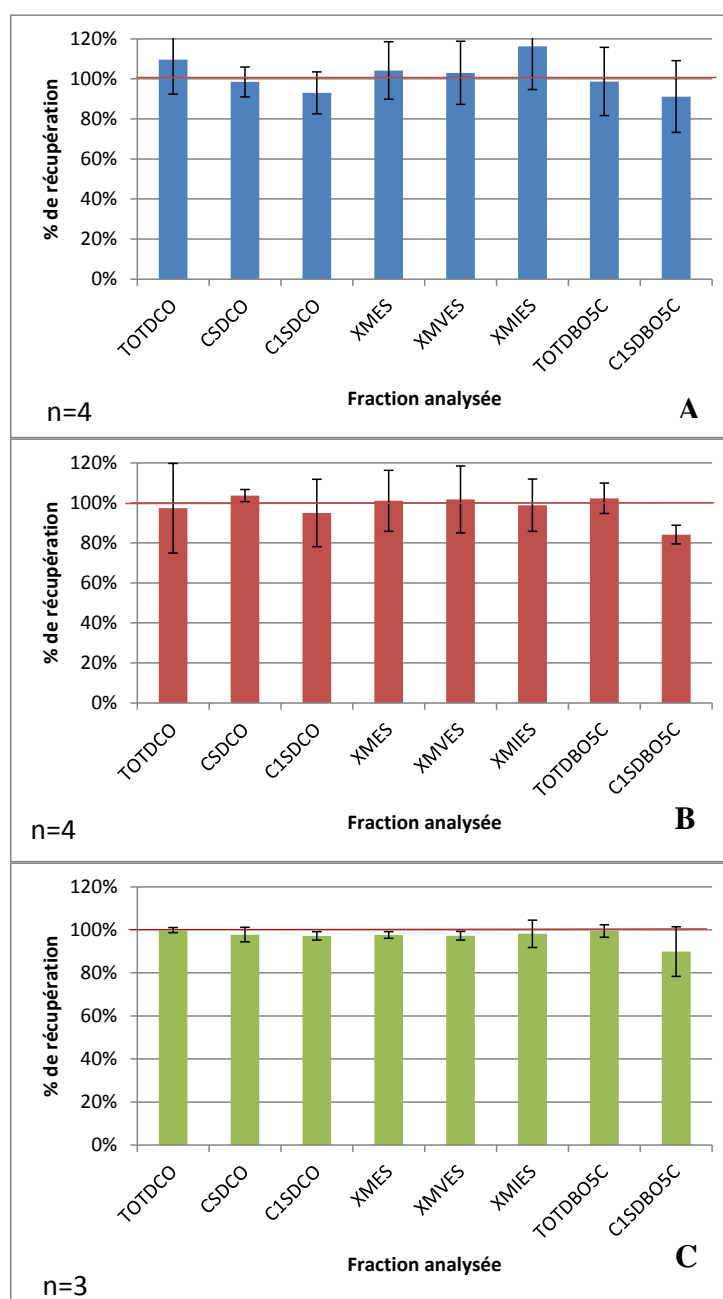 120%
100%
80%
60%
40%
20%
0%
% de récupération
TOTDCO
CSDCO
C1SDCO
XMES
XMVES
XMIES
TOTDBO5C
C1SDBO5C
Fraction analysée
n=4
A
120%
100%
80%
60%
40%
20%
0%
% de récupération
TOTDCO
CSDCO
C1SDCO
XMES
XMVES
XMIES
TOTDBO5C
C1SDBO5C
Fraction analysée
n=4
B
120%
100%
80%
60%
40%
20%
0%
% de récupération
TOTDCO
CSDCO
C1SDCO
XMES
XMVES
XMIES
TOTDBO5C
C1SDBO5C
Fraction analysée
n=3
C